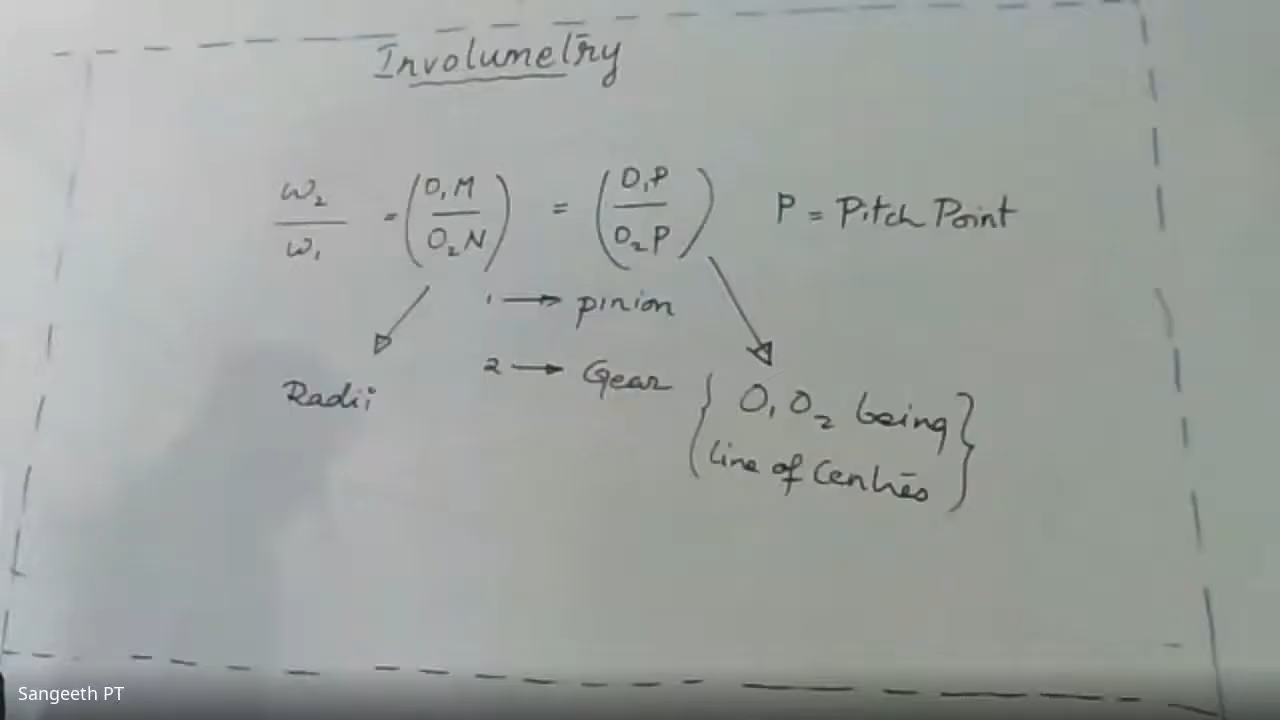 Involumetry
ω₂/ω₁ = (O₁M/O₂N) = (O₁P/O₂P) P = Pitch Point
1 → pinion
2 → Gear
Radii
{O₁O₂ being
line of Centres}
Sangeeth PT